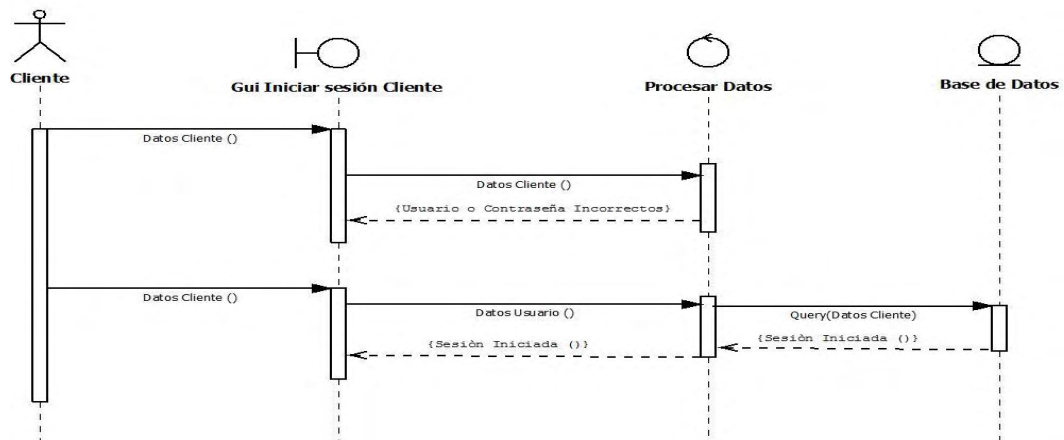 Cliente
Gui Iniciar sesión Cliente
Procesar Datos
Base de Datos
Datos Cliente ()
Datos Cliente ()
{Usuario o Contraseña Incorrectos}
Datos Cliente ()
Datos Usuario ()
Query(Datos Cliente)
{Sesiòn Iniciada ()}
{Sesiòn Iniciada ()}